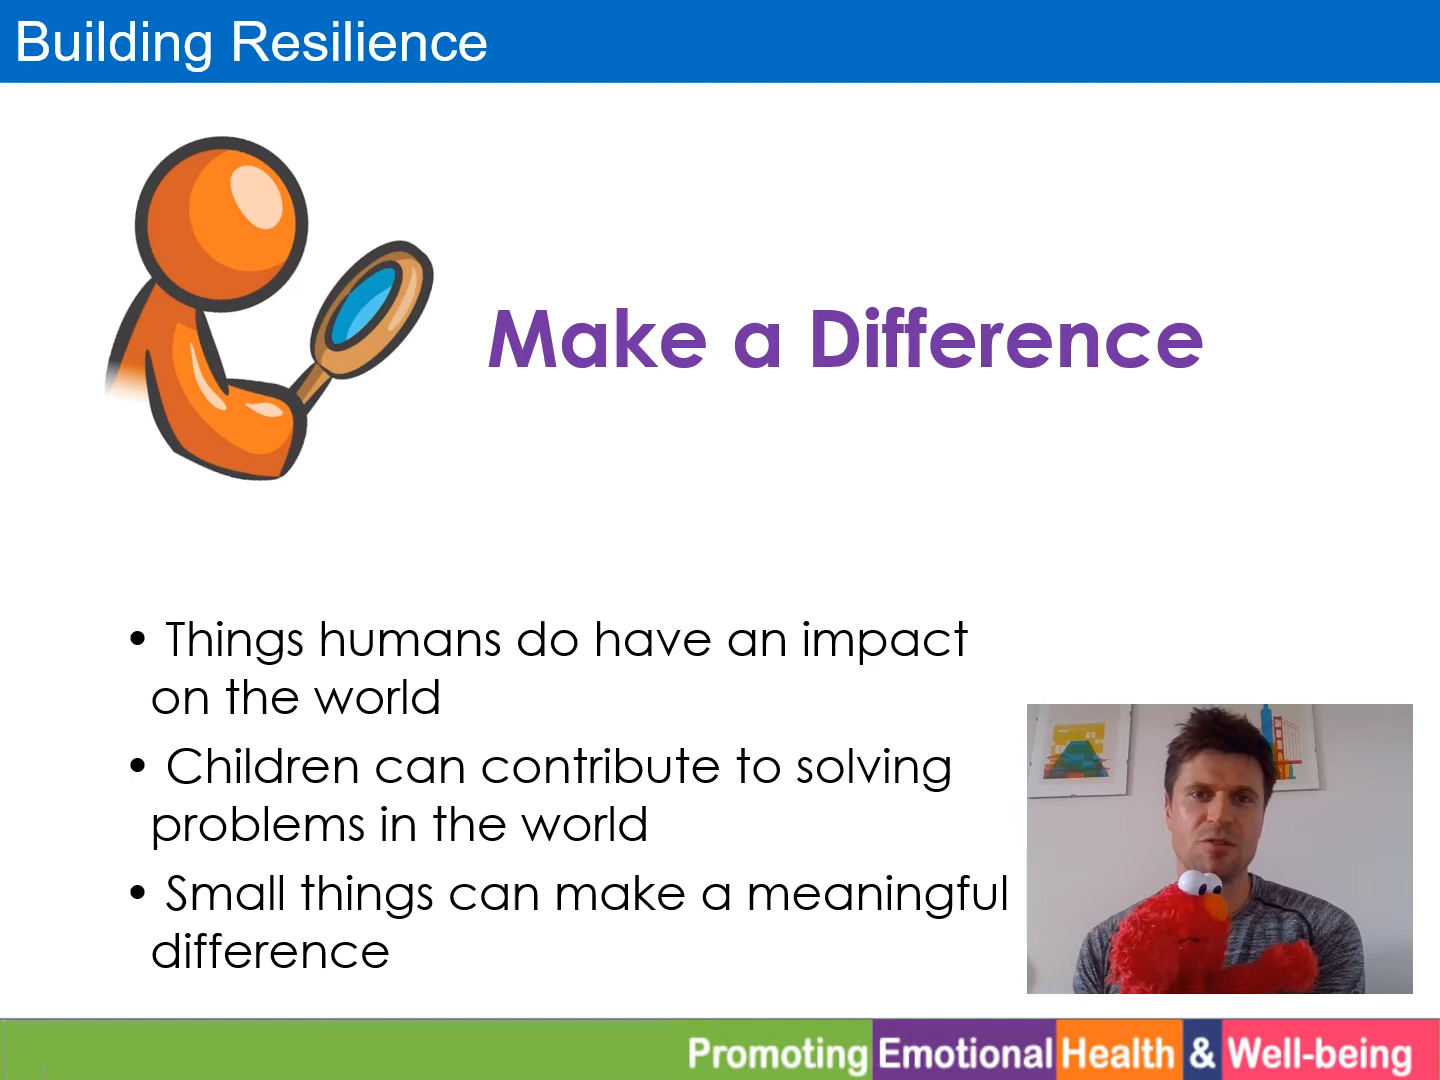 Building Resilience
Make a Difference
• Things humans do have an impact
on the world
• Children can contribute to solving
problems in the world
• Small things can make a meaningful
difference
Promoting Emotional Health & Well-being